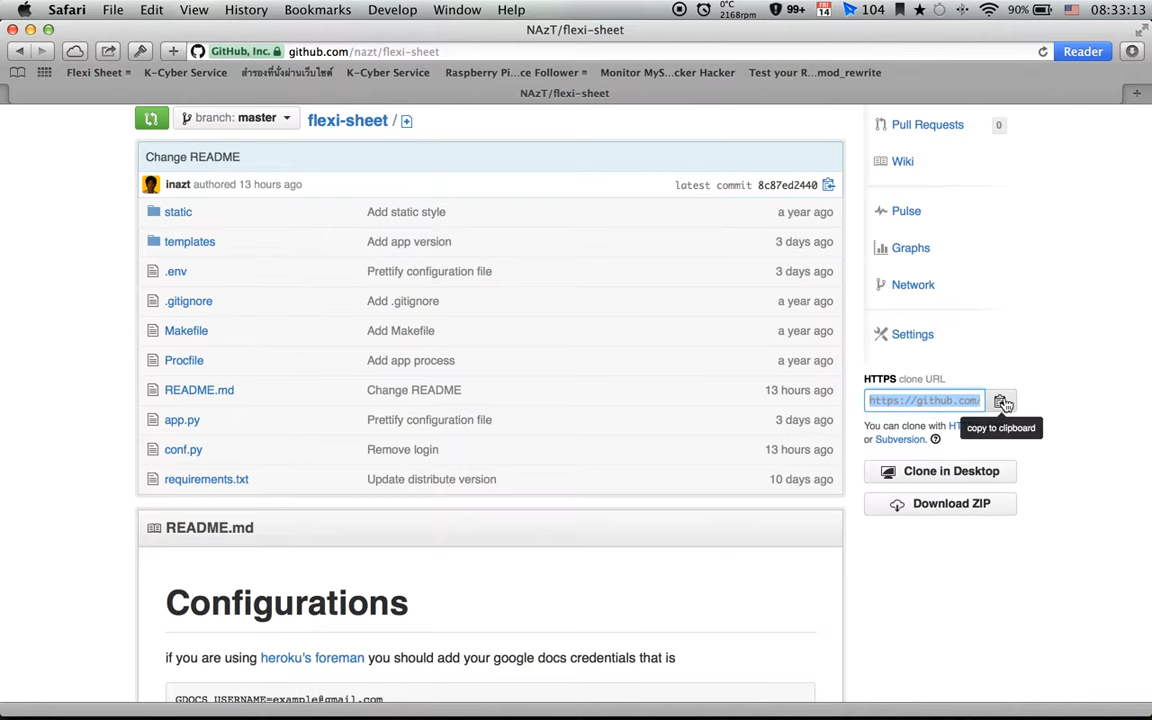 Safari File Edit View History Bookmarks Develop Window Help 0°C 2168rpm 99+ FRI 14 104 90% 08:33:13
NAzT/flexi-sheet
GitHub, Inc. github.com/nazt/flexi-sheet Reader
Flexi Sheet K-Cyber Service สำรองที่นั่งผ่านเว็บไซต์ K-Cyber Service Raspberry Pi...ce Follower Monitor MyS...cker Hacker Test your R...mod_rewrite
NAzT/flexi-sheet
branch: master flexi-sheet /
Pull Requests 0
Change README
Wiki
inazt authored 13 hours ago latest commit 8c87ed2440
static Add static style a year ago
Pulse
templates Add app version 3 days ago
Graphs
.env Prettify configuration file 3 days ago
Network
.gitignore Add .gitignore a year ago
Makefile Add Makefile a year ago
Settings
Procfile Add app process a year ago
HTTPS clone URL
README.md Change README 13 hours ago
https://github.com/
copy to clipboard
app.py Prettify configuration file 3 days ago
You can clone with HT
or Subversion.
conf.py Remove login 13 hours ago
Clone in Desktop
requirements.txt Update distribute version 10 days ago
Download ZIP
README.md
Configurations
if you are using heroku's foreman you should add your google docs credentials that is
GDOCS_USERNAME=example@gmail.com